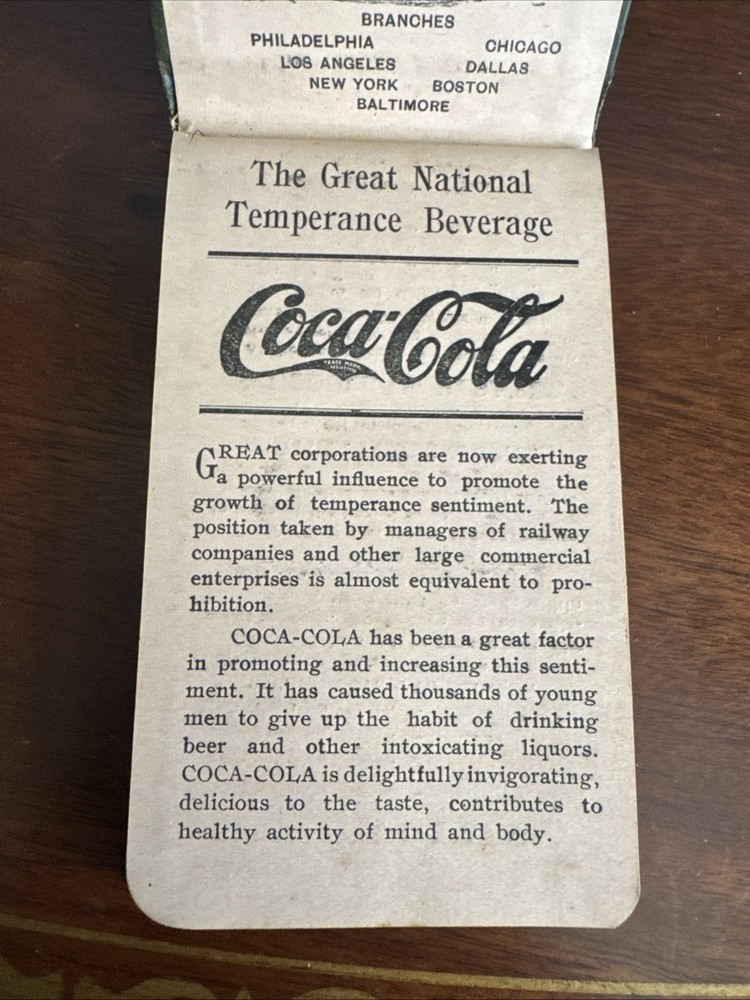 BRANCHES
PHILADELPHIA CHICAGO
LOS ANGELES DALLAS
NEW YORK BOSTON
BALTIMORE
The Great National
Temperance Beverage
Coca-Cola
TRADE MARK
GREAT corporations are now exerting
a powerful influence to promote the
growth of temperance sentiment. The
position taken by managers of railway
companies and other large commercial
enterprises is almost equivalent to pro-
hibition.
COCA-COLA has been a great factor
in promoting and increasing this senti-
ment. It has caused thousands of young
men to give up the habit of drinking
beer and other intoxicating liquors.
COCA-COLA is delightfully invigorating,
delicious to the taste, contributes to
healthy activity of mind and body.